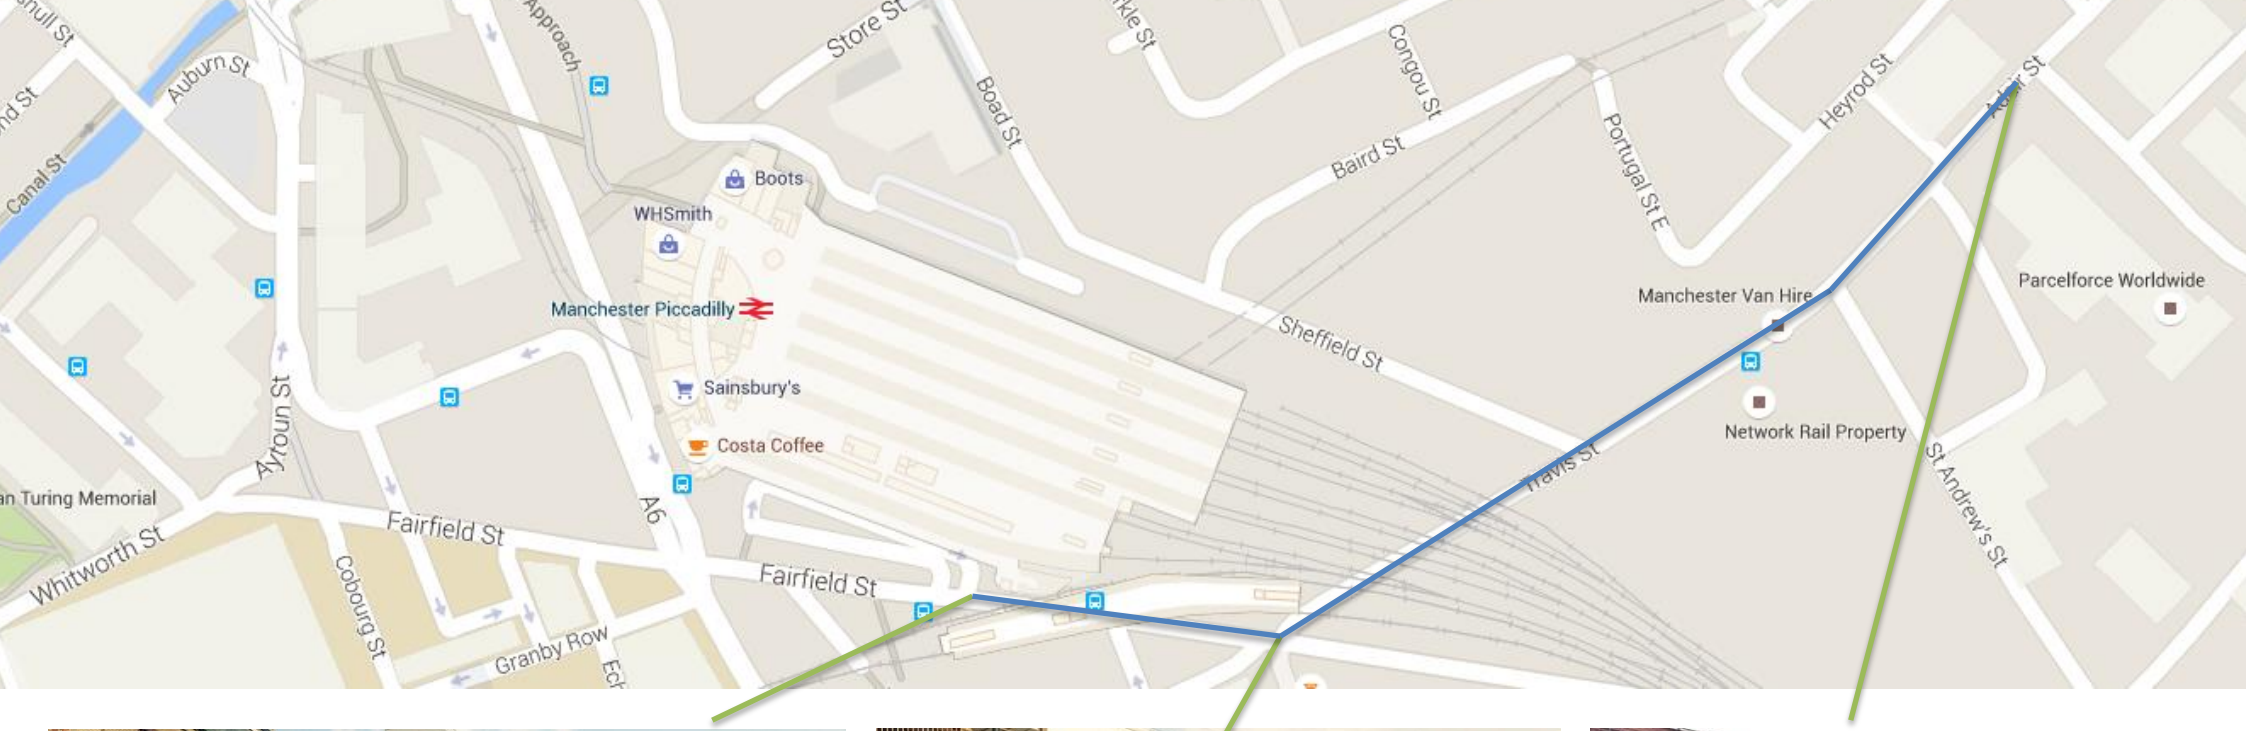 Auburn St
Approach
Store St
Congou St
Heyrod St
Boad St
Baird St
Portugal St E
Canal St
Boots
WHSmith
Manchester Piccadilly
Sheffield St
Manchester Van Hire
Parcelforce Worldwide
Sainsbury's
Costa Coffee
Aytoun St
Network Rail Property
Travis St
St Andrew's St
an Turing Memorial
A6
Fairfield St
Whitworth St
Cobourg St
Fairfield St
Granby Row